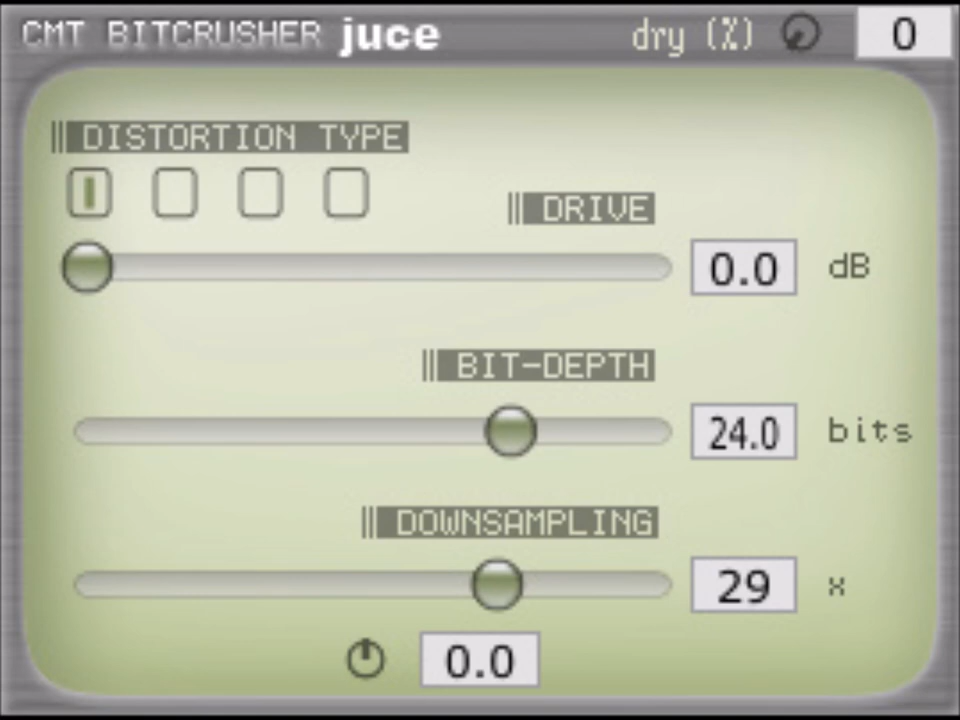 CMT BITCRUSHER juce dry (%) 0
DISTORTION TYPE
DRIVE
0.0 dB
BIT-DEPTH
24.0 bits
DOWNSAMPLING
29 x
0.0